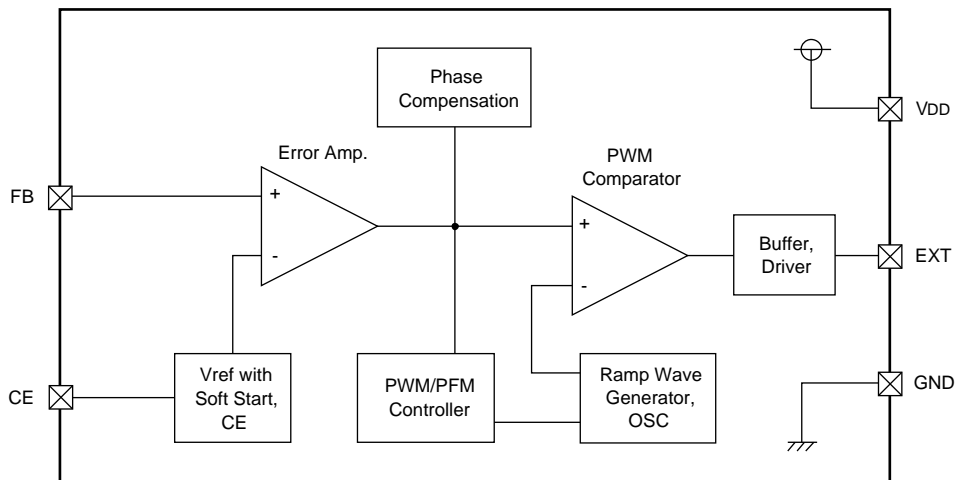 Phase
Compensation
VDD
Error Amp.
PWM
Comparator
FB
+
-
+
-
Buffer,
Driver
EXT
CE
Vref with
Soft Start,
CE
PWM/PFM
Controller
Ramp Wave
Generator,
OSC
GND